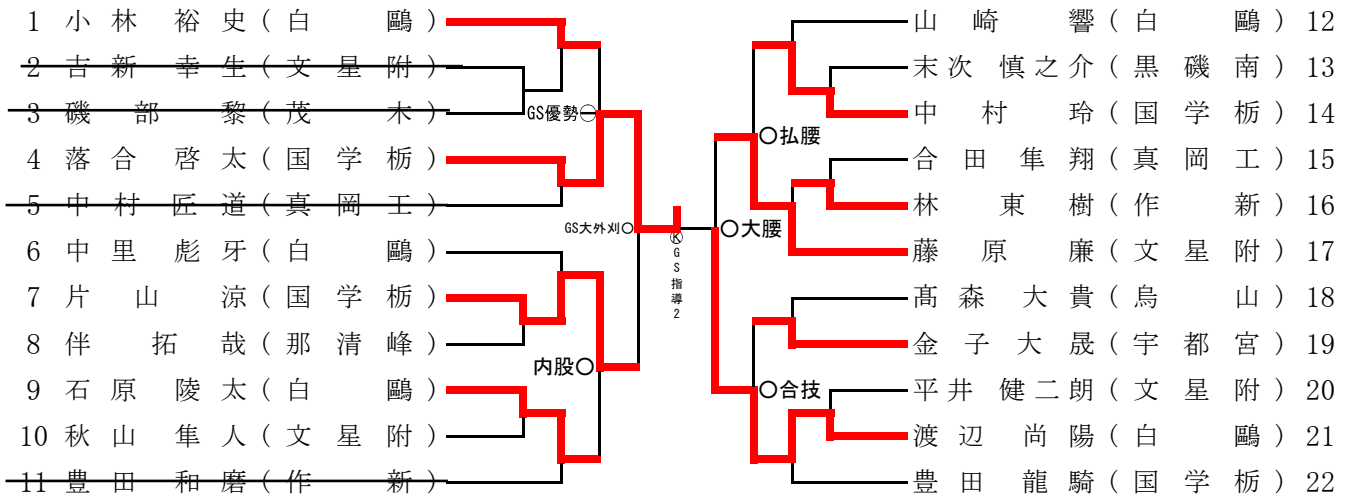 1 小林裕史(白鷗)
2 吉新幸生(文星附)
3 磯部黎(茂木)
GS優勢㊀
4 落合啓太(国学栃)
5 中村匠道(真岡工)
GS大外刈○
6 中里彪牙(白鷗)
7 片山涼(国学栃)
8 伴拓哉(那清峰)
内股○
9 石原陵太(白鷗)
10 秋山隼人(文星附)
11 豊田和磨(作新)
Ⓚ GS指導2
山崎響(白鷗) 12
末次慎之介(黒磯南) 13
中村玲(国学栃) 14
○払腰
合田隼翔(真岡工) 15
林東樹(作新) 16
○大腰
藤原廉(文星附) 17
髙森大貴(烏山) 18
金子大晟(宇都宮) 19
○合技
平井健二朗(文星附) 20
渡辺尚陽(白鷗) 21
豊田龍騎(国学栃) 22